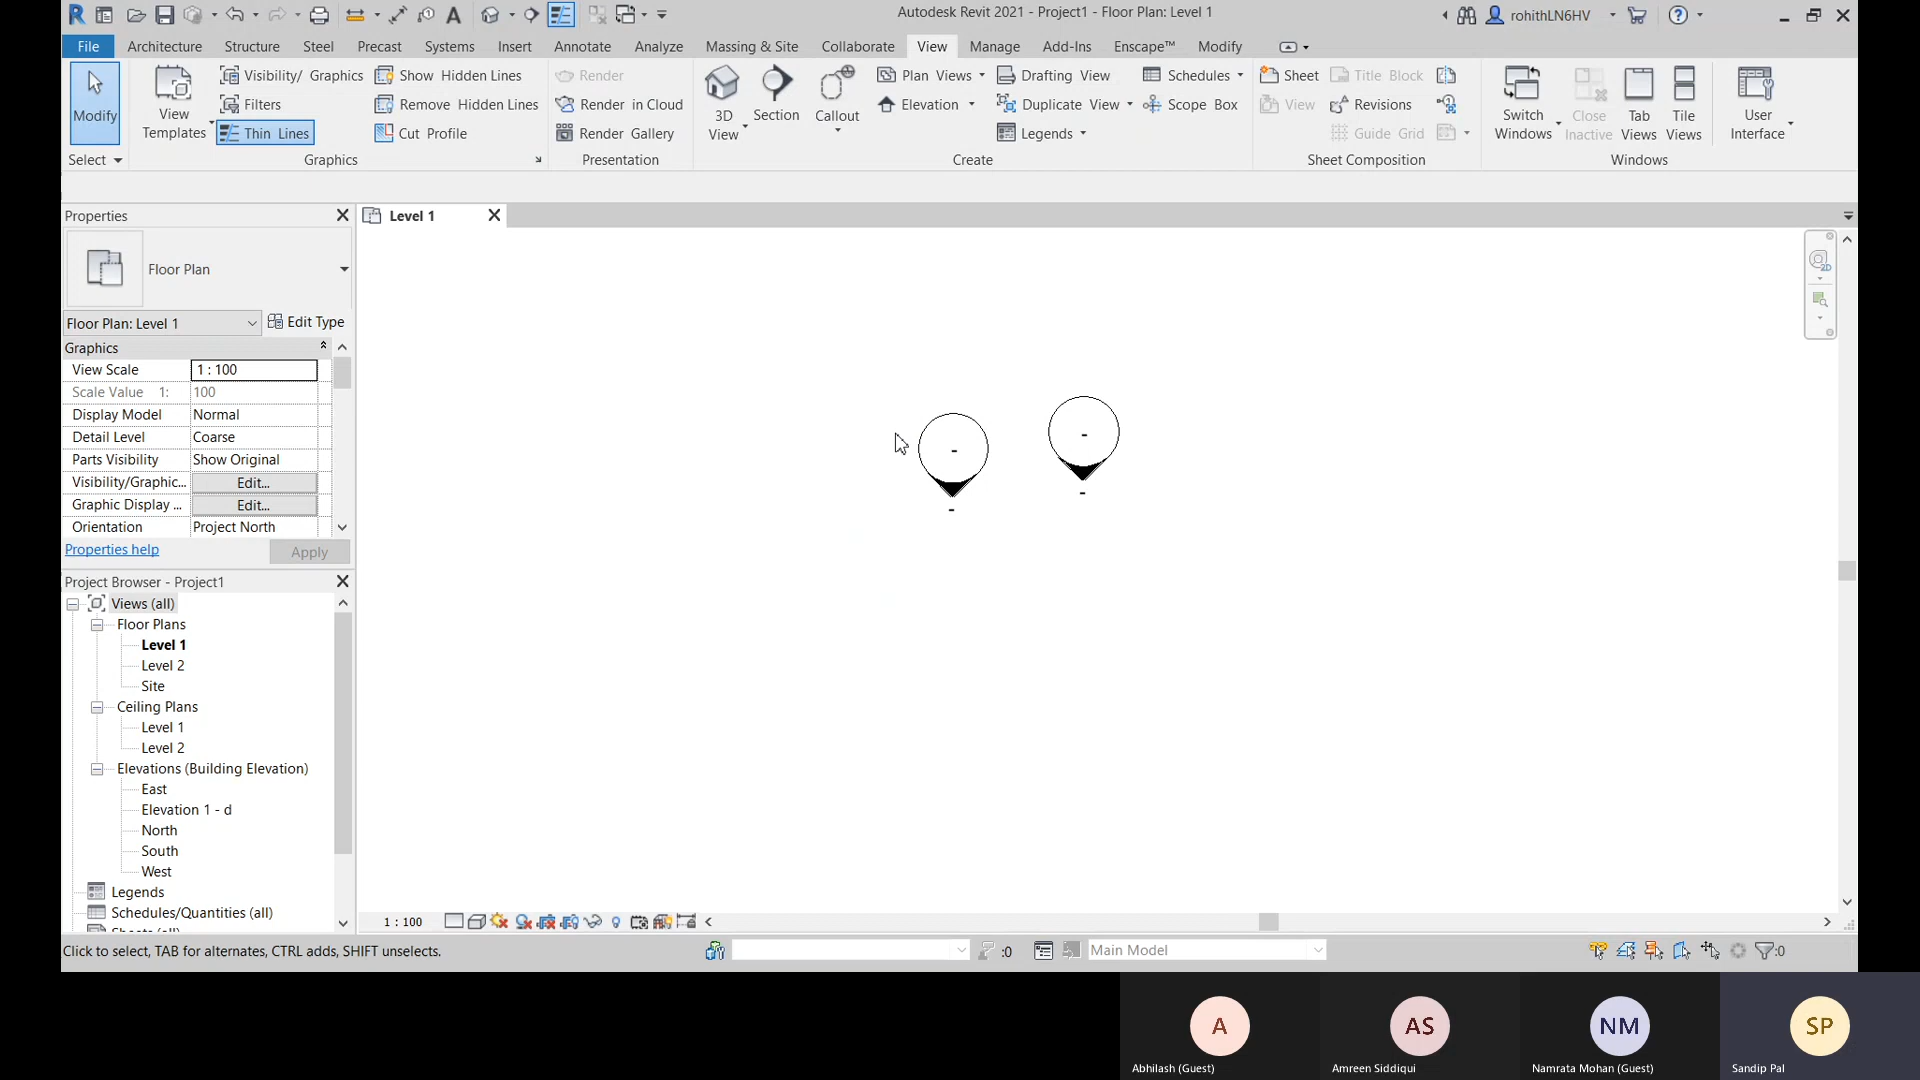 Autodesk Revit 2021 - Project1 - Floor Plan: Level 1
rohithLN6HV
File Architecture Structure Steel Precast Systems Insert Annotate Analyze Massing & Site Collaborate View Manage Add-Ins Enscape™ Modify
Modify
View Templates
Visibility/ Graphics
Filters
Thin Lines
Show Hidden Lines
Remove Hidden Lines
Cut Profile
Render
Render in Cloud
Render Gallery
3D View
Section
Callout
Plan Views
Elevation
Drafting View
Duplicate View
Legends
Schedules
Scope Box
Sheet
View
Title Block
Revisions
Guide Grid
Switch Windows
Close Inactive
Tab Views
Tile Views
User Interface
Select Graphics Presentation Create Sheet Composition Windows
Properties
Level 1
Floor Plan
Floor Plan: Level 1
Edit Type
Graphics
View Scale 1 : 100
Scale Value 1: 100
Display Model Normal
Detail Level Coarse
Parts Visibility Show Original
Visibility/Graphic... Edit...
Graphic Display ... Edit...
Orientation Project North
Properties help Apply
2D
-
-
-
-
Project Browser - Project1
Views (all)
Floor Plans
Level 1
Level 2
Site
Ceiling Plans
Level 1
Level 2
Elevations (Building Elevation)
East
Elevation 1 - d
North
South
West
Legends
Schedules/Quantities (all)
1 : 100
Click to select, TAB for alternates, CTRL adds, SHIFT unselects.
:0
Main Model
:0
A
AS
NM
SP
Abhilash (Guest)
Amreen Siddiqui
Namrata Mohan (Guest)
Sandip Pal